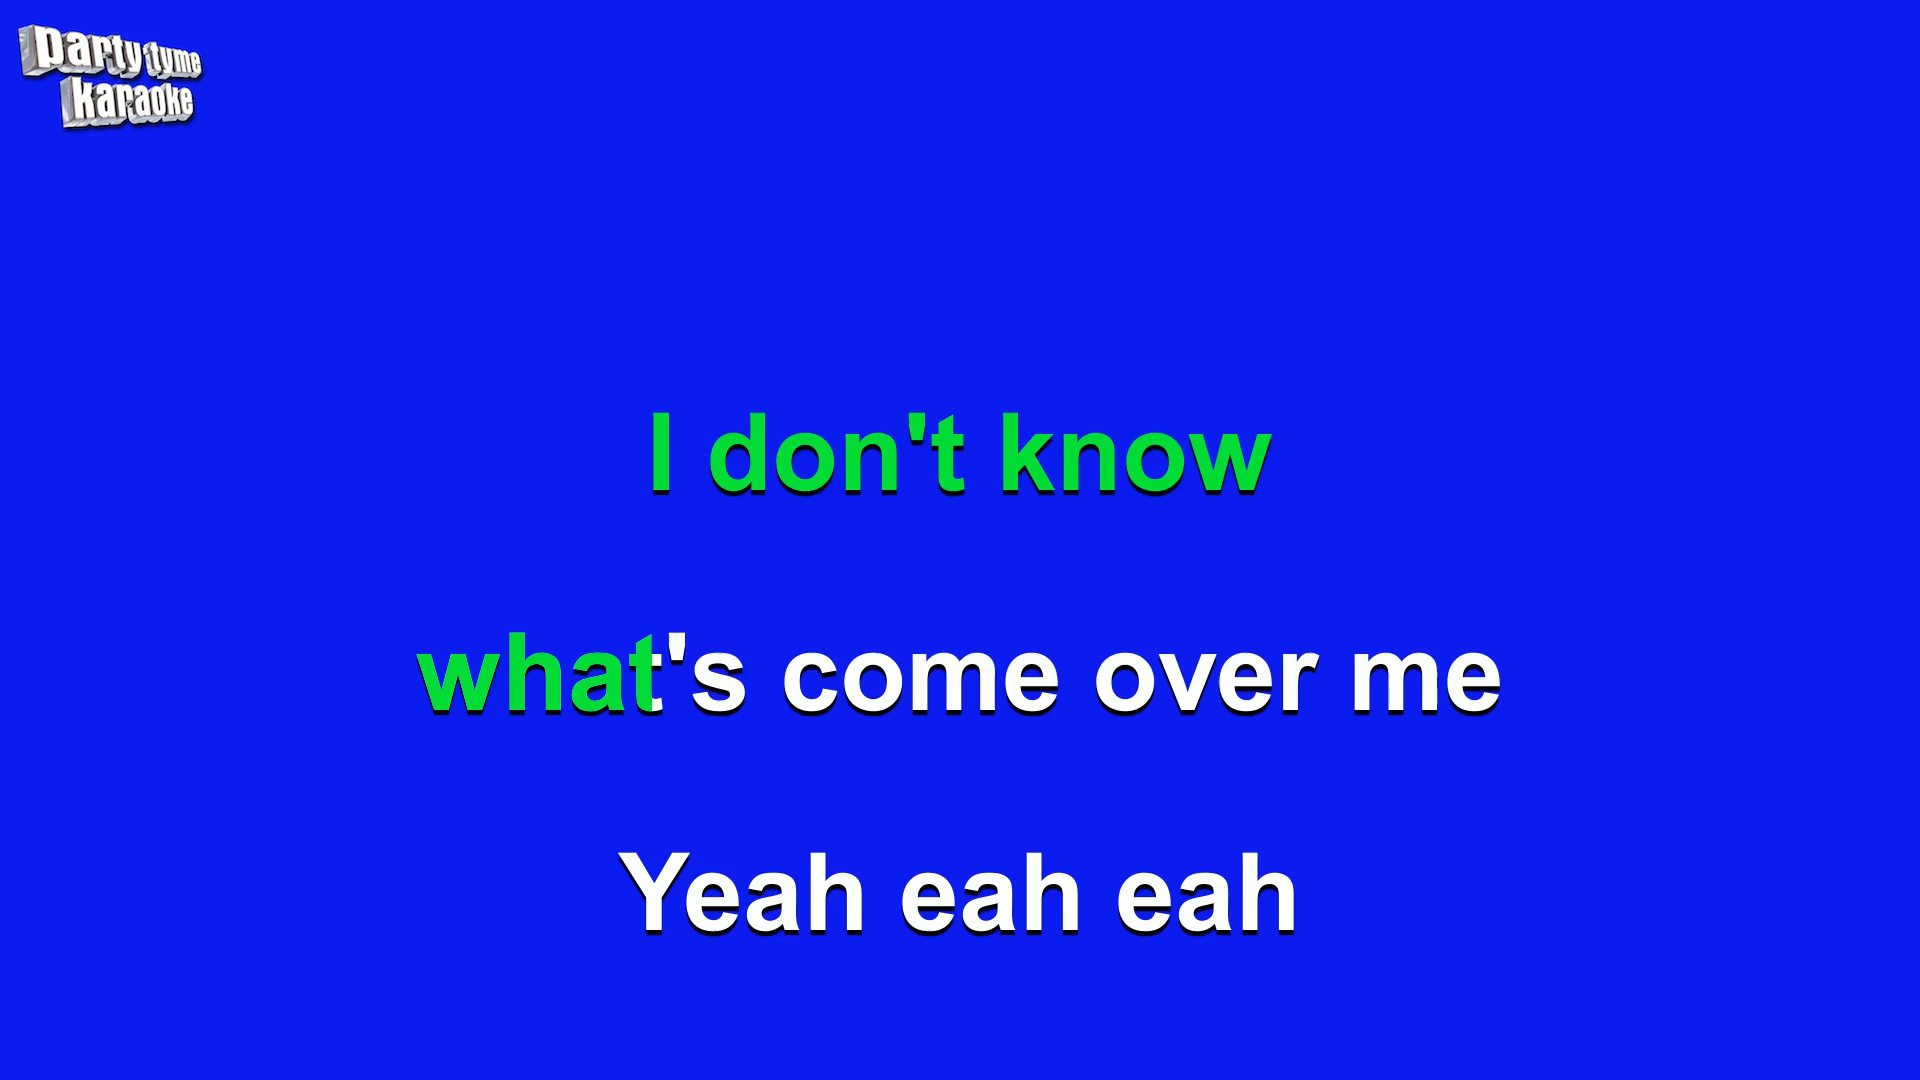 party tyme
karaoke
I don't know
what's come over me
Yeah eah eah